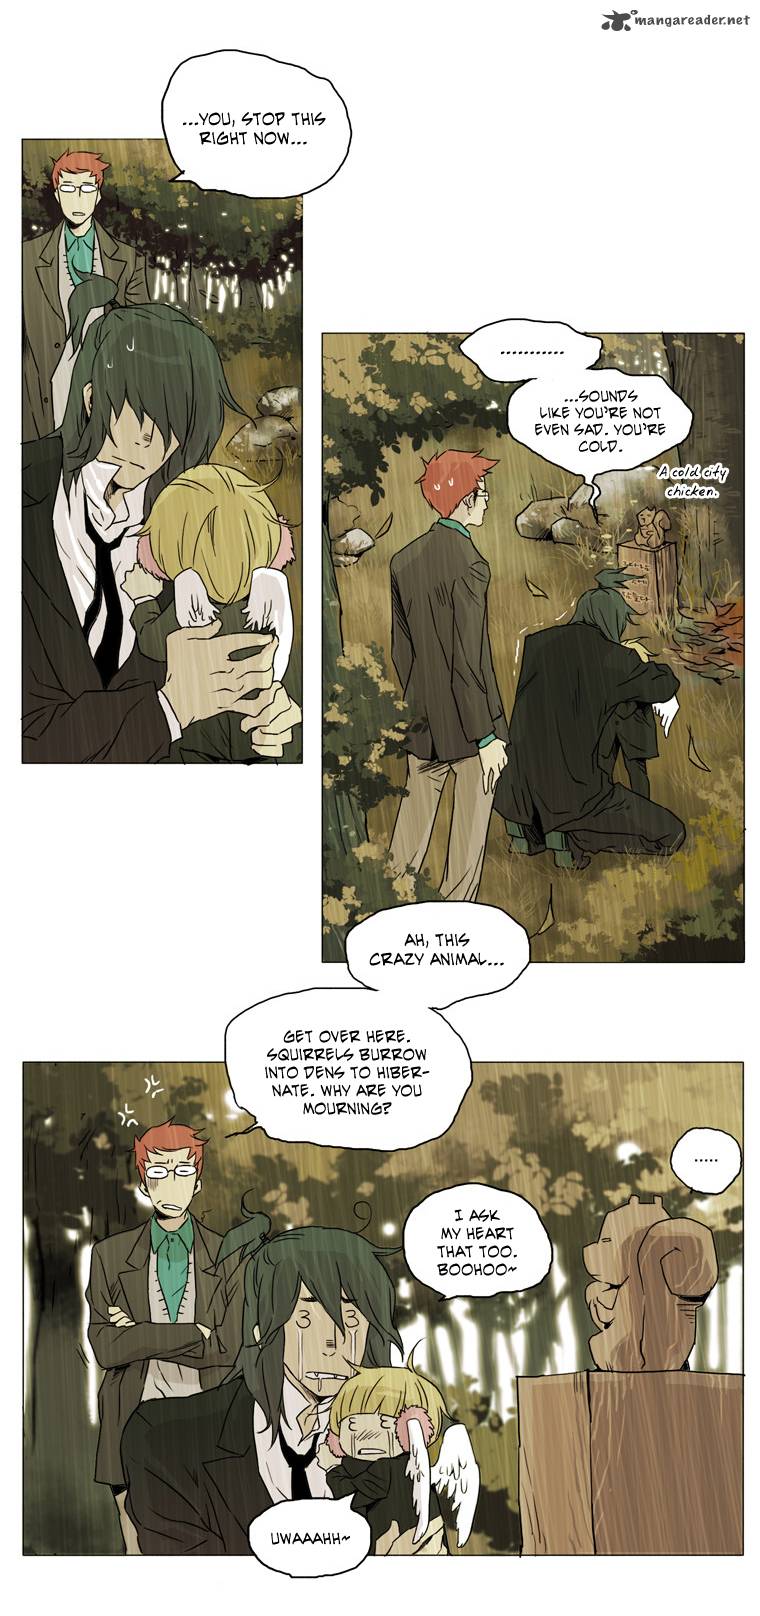 mangareader.net
...YOU, STOP THIS
RIGHT NOW...
............
...SOUNDS
LIKE YOU'RE NOT
EVEN SAD. YOU'RE
COLD.
A cold city
chicken.
AH, THIS
CRAZY ANIMAL...
GET OVER HERE.
SQUIRRELS BURROW
INTO DENS TO HIBER-
NATE. WHY ARE YOU
MOURNING?
.....
I ASK
MY HEART
THAT TOO.
BOOHOO~
UWAAAHH~